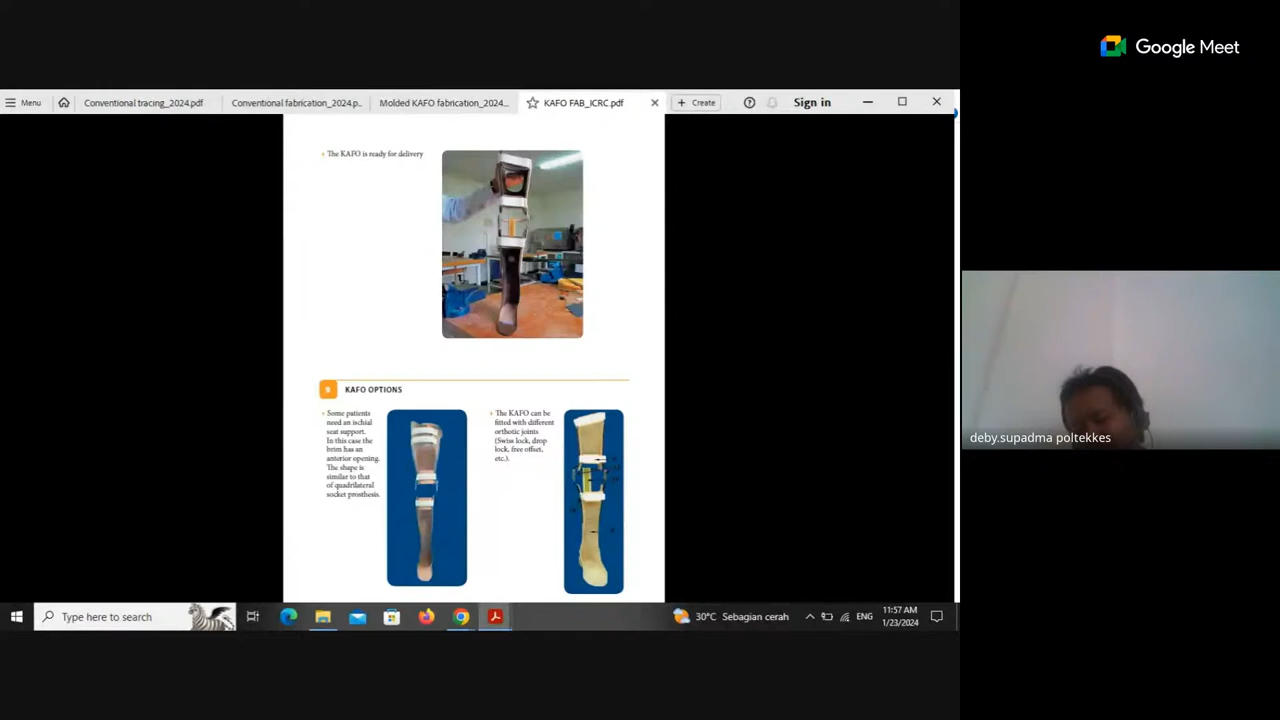 Google Meet
Menu
Conventional tracing_2024.pdf
Conventional fabrication_2024.p..
Molded KAFO fabrication_2024...
KAFO FAB_ICRC.pdf
Create
Sign in
The KAFO is ready for delivery
9 KAFO OPTIONS
Some patients
need an ischial
seat support.
In this case the
brim has an
anterior opening.
The shape is
similar to that
of quadrilateral
socket prosthesis.
The KAFO can be
fitted with different
orthotic joints
(Swiss lock, drop
lock, free offset,
etc.).
deby.supadma poltekkes
Type here to search
30°C Sebagian cerah
ENG
11:57 AM
1/23/2024